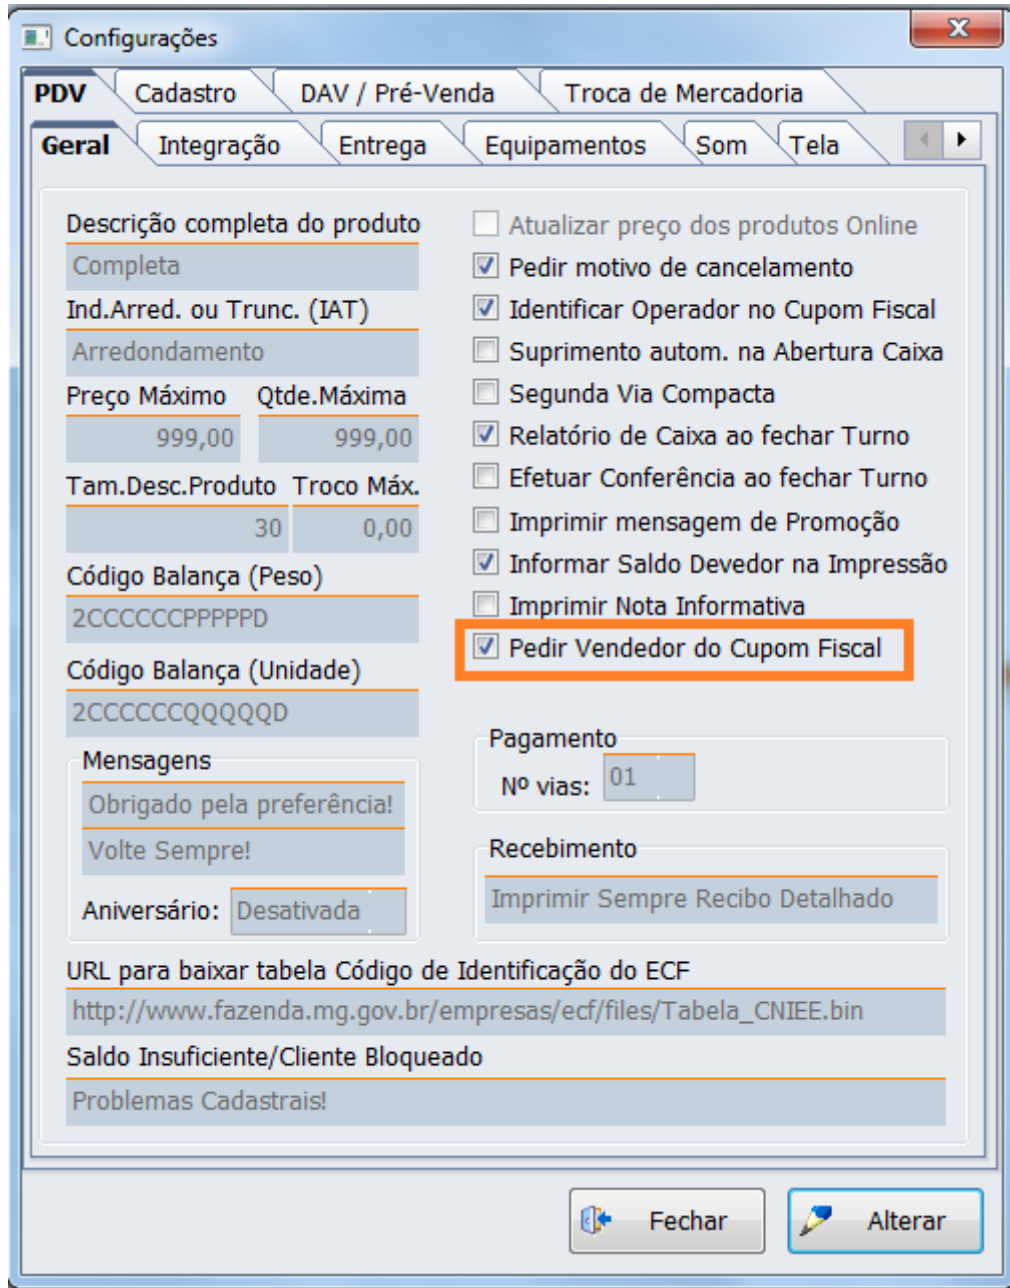 Configurações
PDV Cadastro DAV / Pré-Venda Troca de Mercadoria
Geral Integração Entrega Equipamentos Som Tela
Descrição completa do produto
Completa
Ind.Arred. ou Trunc. (IAT)
Arredondamento
Preço Máximo Qtde.Máxima
999,00 999,00
Tam.Desc.Produto Troco Máx.
30 0,00
Código Balança (Peso)
2CCCCCCPPPPPD
Código Balança (Unidade)
2CCCCCCQQQQQD
Mensagens
Obrigado pela preferência!
Volte Sempre!
Aniversário: Desativada
Atualizar preço dos produtos Online
Pedir motivo de cancelamento
Identificar Operador no Cupom Fiscal
Suprimento autom. na Abertura Caixa
Segunda Via Compacta
Relatório de Caixa ao fechar Turno
Efetuar Conferência ao fechar Turno
Imprimir mensagem de Promoção
Informar Saldo Devedor na Impressão
Imprimir Nota Informativa
Pedir Vendedor do Cupom Fiscal
Pagamento
Nº vias: 01
Recebimento
Imprimir Sempre Recibo Detalhado
URL para baixar tabela Código de Identificação do ECF
http://www.fazenda.mg.gov.br/empresas/ecf/files/Tabela_CNIEE.bin
Saldo Insuficiente/Cliente Bloqueado
Problemas Cadastrais!
Fechar Alterar